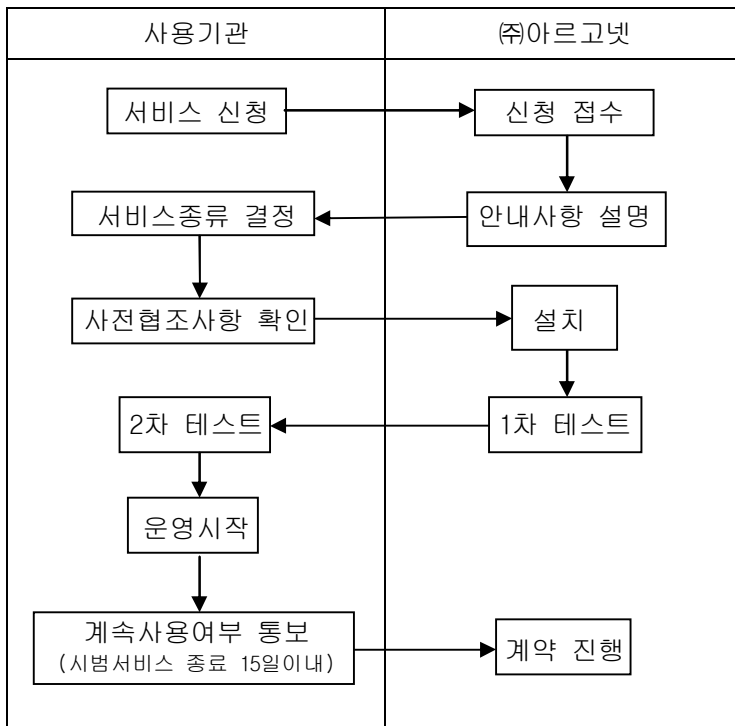 사용기관
㈜아르고넷
서비스 신청
신청 접수
서비스종류 결정
안내사항 설명
사전협조사항 확인
설치
2차 테스트
1차 테스트
운영시작
계속사용여부 통보
(시범서비스 종료 15일이내)
계약 진행